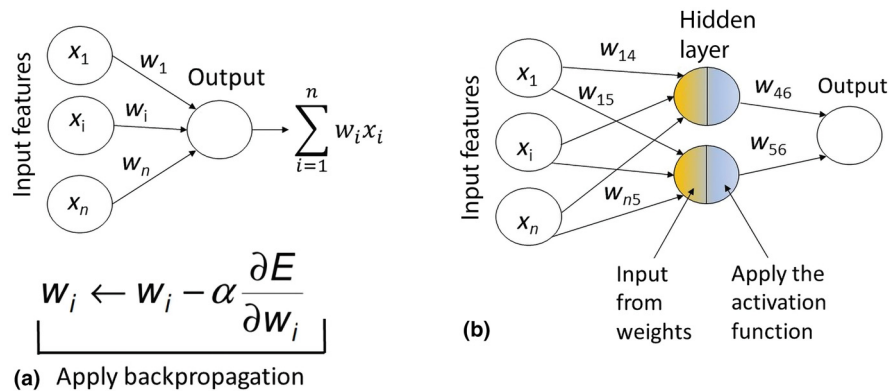 Input features
x1
xi
xn
w1
wi
wn
Output
n
∑ wixi
i=1
wi ← wi − α ∂E/∂wi
(a) Apply backpropagation
Input features
x1
xi
xn
w14
w15
wn5
Hidden
layer
w46
w56
Output
Input
from
weights
Apply the
activation
function
(b)